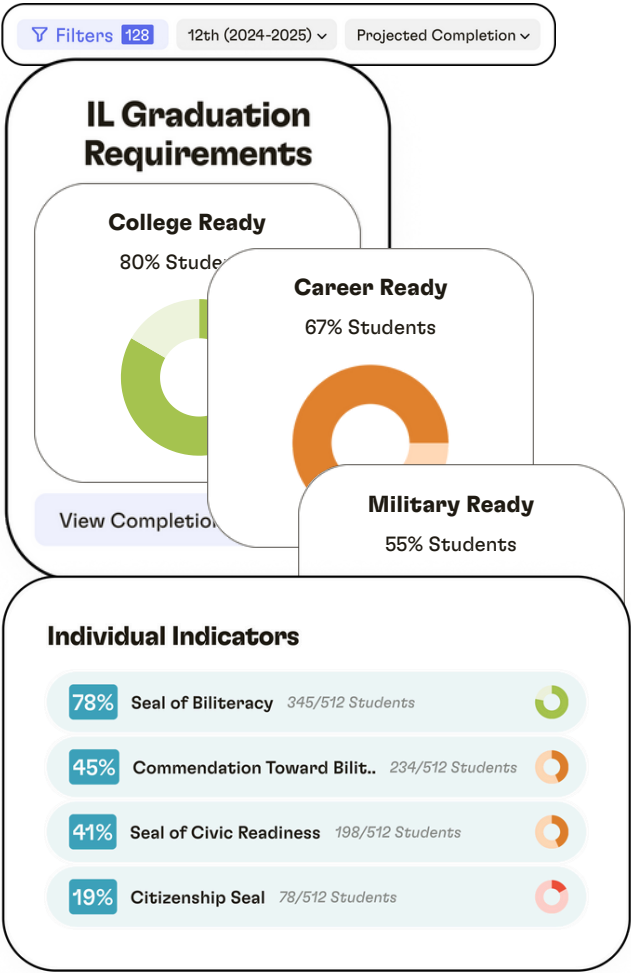 Filters 128 12th (2024-2025) Projected Completion
IL Graduation
Requirements
College Ready
80%
Career Ready
67% Students
View
Military Ready
55% Students
Individual Indicators
78% Seal of Biliteracy 345/512 Students
45% Commendation Toward Bilit.. 234/512 Students
41% Seal of Civic Readiness 198/512 Students
19% Citizenship Seal 78/512 Students